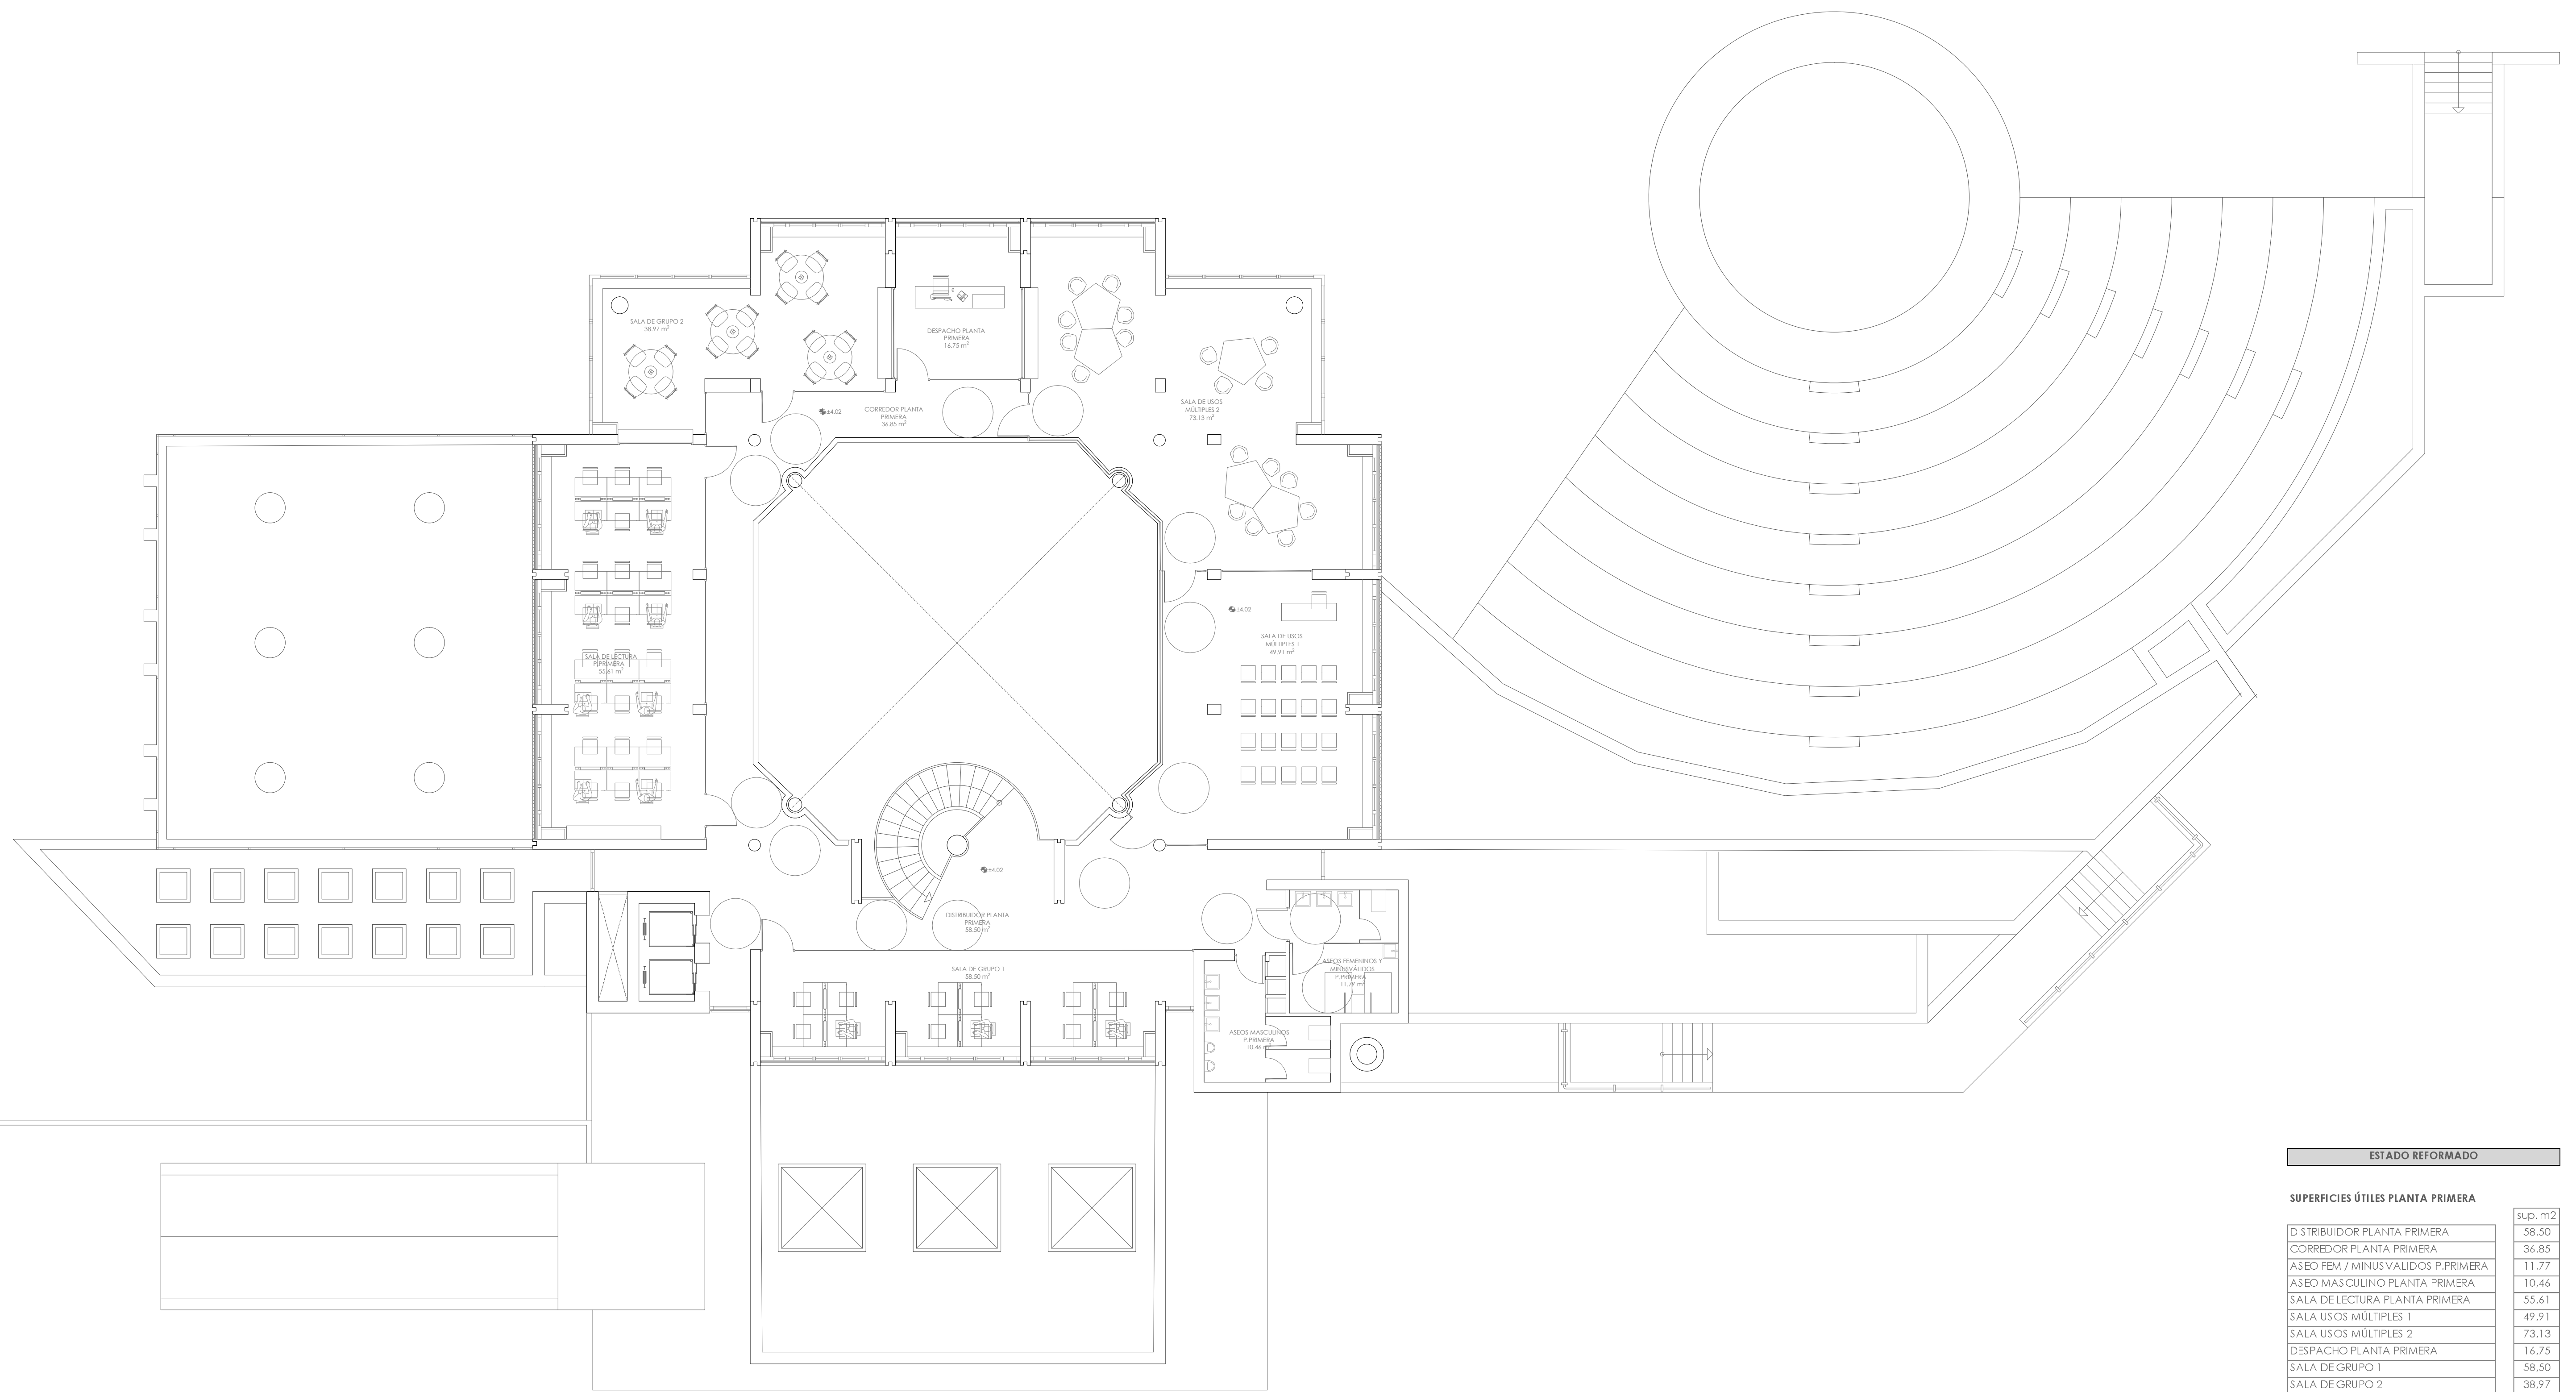 SALA DE GRUPO 2
38,97 m²
DESPACHO PLANTA
PRIMERA
16,75 m²
±4.02
CORREDOR PLANTA
PRIMERA
36,85 m²
SALA DE USOS
MÚLTIPLES 2
73,13 m²
±4.02
SALA DE USOS
MÚLTIPLES 1
49,91 m²
SALA DE LECTURA
P.PRIMERA
55,61 m²
±4.02
DISTRIBUIDOR PLANTA
PRIMERA
58,50 m²
SALA DE GRUPO 1
58,50 m²
ASEOS FEMENINOS Y
MINUSVÁLIDOS
P.PRIMERA
11,77 m²
ASEOS MASCULINOS
P.PRIMERA
10,46 m²
ESTADO REFORMADO
SUPERFICIES ÚTILES PLANTA PRIMERA
sup. m2
DISTRIBUIDOR PLANTA PRIMERA 58,50
CORREDOR PLANTA PRIMERA 36,85
ASEO FEM / MINUSVALIDOS P.PRIMERA 11,77
ASEO MASCULINO PLANTA PRIMERA 10,46
SALA DE LECTURA PLANTA PRIMERA 55,61
SALA USOS MÚLTIPLES 1 49,91
SALA USOS MÚLTIPLES 2 73,13
DESPACHO PLANTA PRIMERA 16,75
SALA DE GRUPO 1 58,50
SALA DE GRUPO 2 38,97